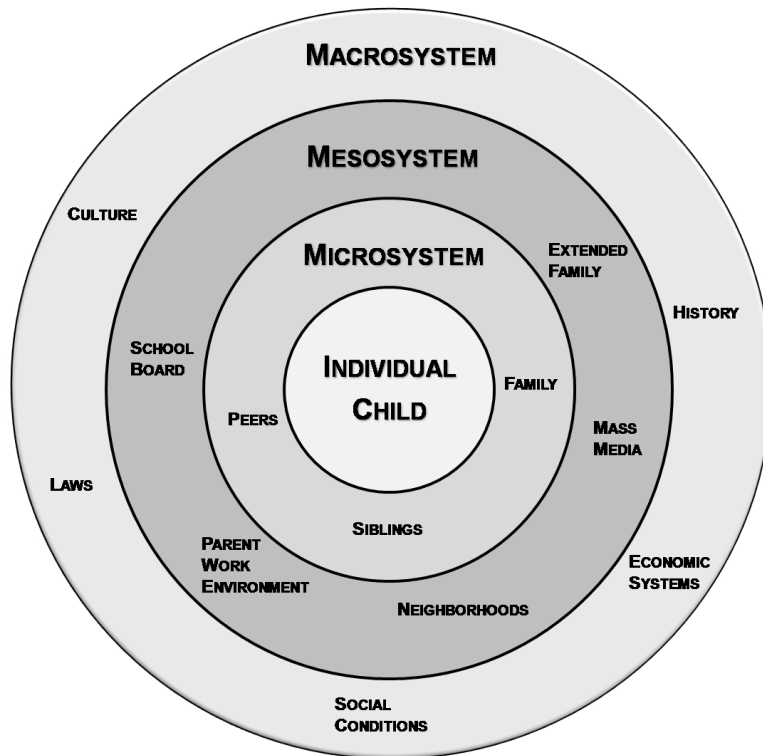 MACROSYSTEM
MESOSYSTEM
CULTURE
MICROSYSTEM
EXTENDED
FAMILY
HISTORY
SCHOOL
BOARD
INDIVIDUAL
CHILD
FAMILY
PEERS
MASS
MEDIA
LAWS
SIBLINGS
PARENT
WORK
ENVIRONMENT
ECONOMIC
SYSTEMS
NEIGHBORHOODS
SOCIAL
CONDITIONS